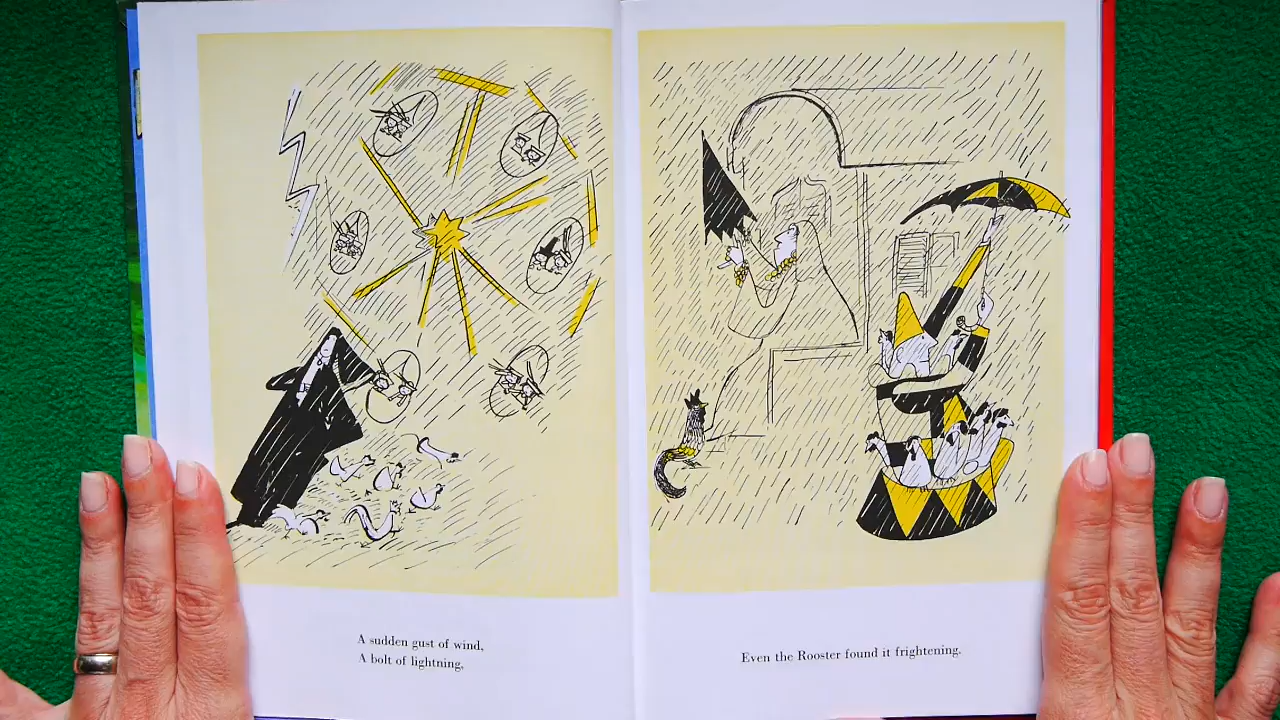 A sudden gust of wind,
A bolt of lightning,
Even the Rooster found it frightening.